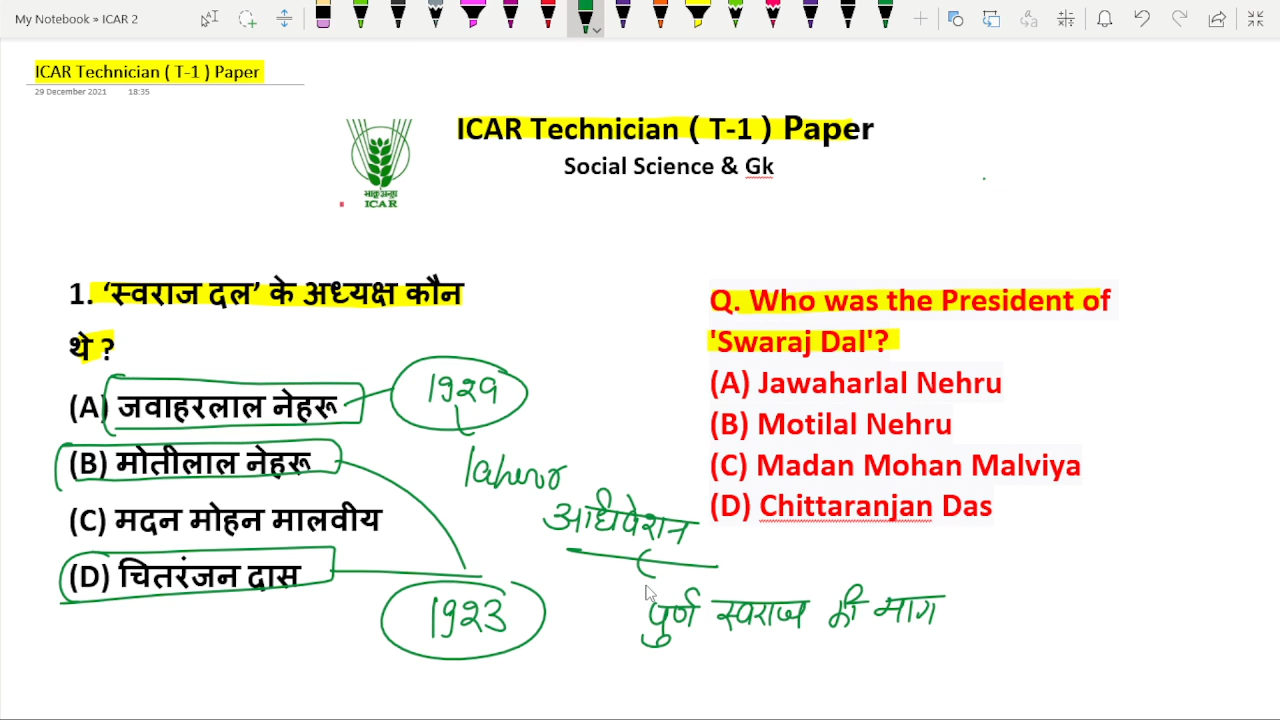 My Notebook » ICAR 2
ICAR Technician ( T-1 ) Paper
29 December 2021 18:35
ICAR Technician ( T-1 ) Paper
Social Science & Gk
भाकृअनुप
ICAR
1. ‘स्वराज दल’ के अध्यक्ष कौन
थे ?
(A) जवाहरलाल नेहरू
(B) मोतीलाल नेहरू
(C) मदन मोहन मालवीय
(D) चितरंजन दास
1929
lahenor
अधिवेशन
1923
पुर्ण स्वराज की माग
Q. Who was the President of
'Swaraj Dal'?
(A) Jawaharlal Nehru
(B) Motilal Nehru
(C) Madan Mohan Malviya
(D) Chittaranjan Das